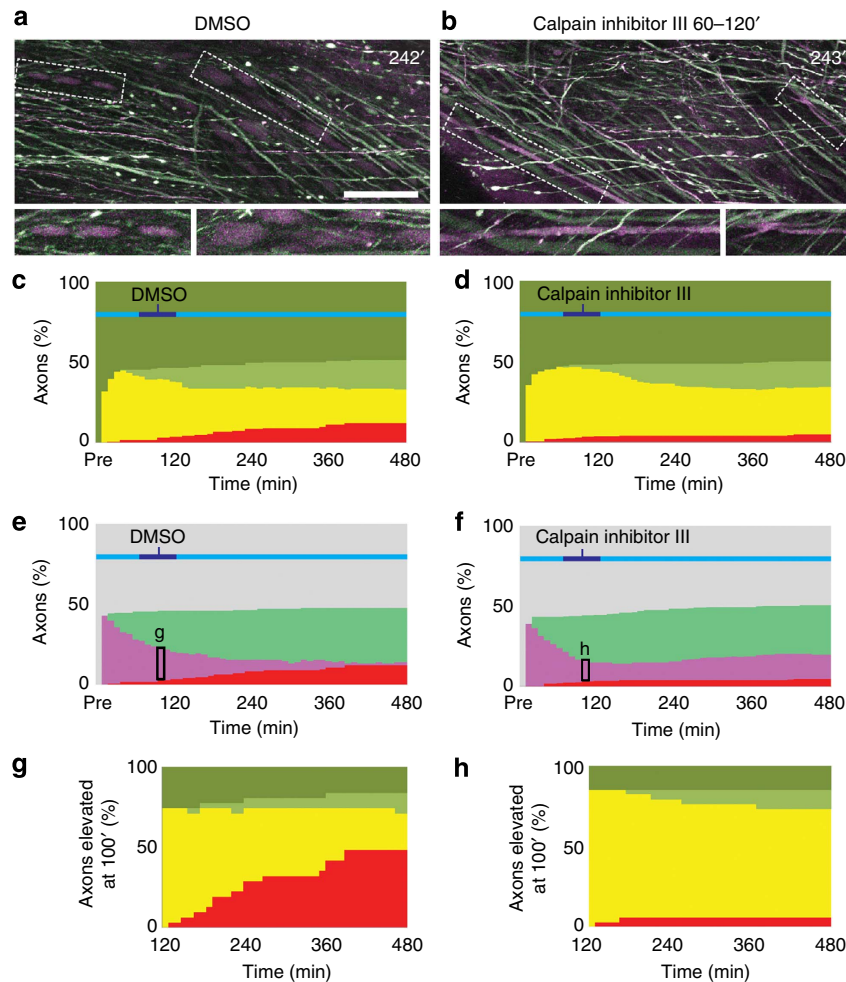 a
DMSO
242′
b
Calpain inhibitor III 60–120′
243′
c
100
50
0
Axons (%)
DMSO
Pre
120
240
360
480
Time (min)
d
100
50
0
Axons (%)
Calpain inhibitor III
Pre
120
240
360
480
Time (min)
e
100
50
0
Axons (%)
DMSO
g
Pre
120
240
360
480
Time (min)
f
100
50
0
Axons (%)
Calpain inhibitor III
h
Pre
120
240
360
480
Time (min)
g
100
50
0
Axons elevated
at 100′ (%)
120
240
360
480
Time (min)
h
100
50
0
Axons elevated
at 100′ (%)
120
240
360
480
Time (min)